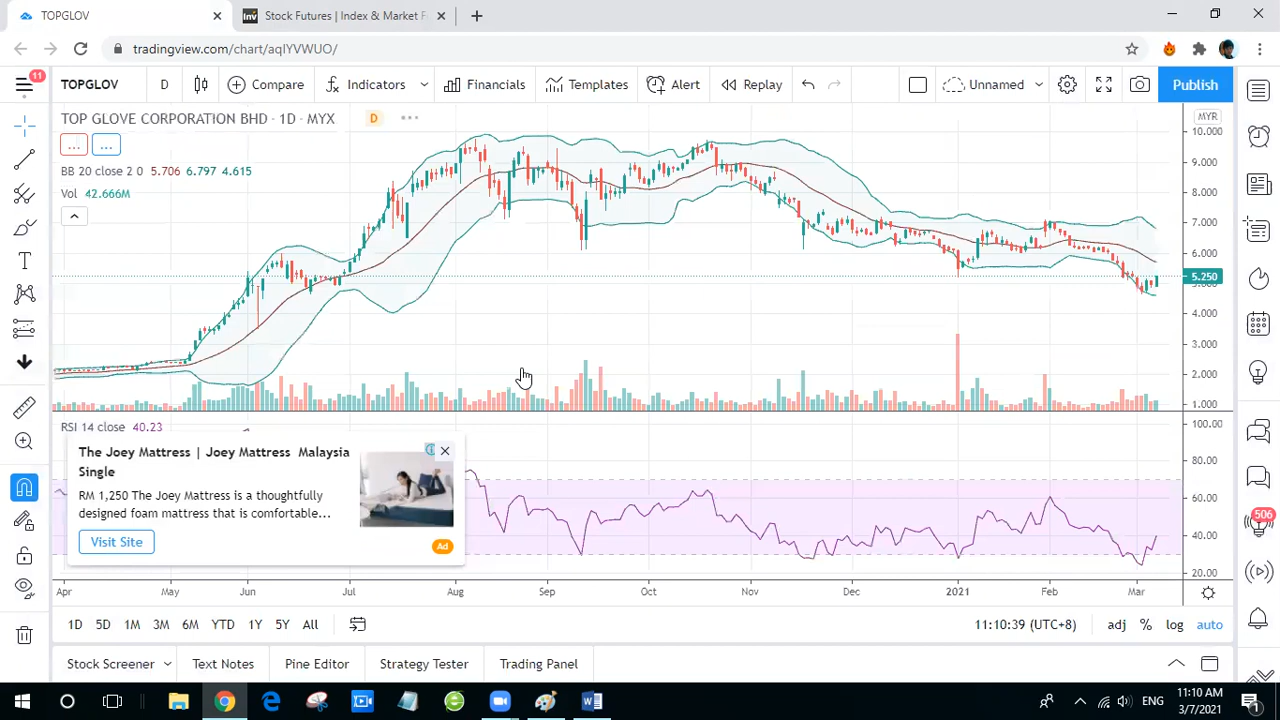 TOPGLOV
Stock Futures | Index & Market F
tradingview.com/chart/aqIYVWUO/
11
TOPGLOV D Compare Indicators Financials Templates Alert Replay Unnamed Publish
TOP GLOVE CORPORATION BHD · 1D · MYX D
MYR
BB 20 close 2 0 5.706 6.797 4.615
Vol 42.666M
10.000
9.000
8.000
7.000
6.000
5.250
5.000
4.000
3.000
2.000
1.000
RSI 14 close 40.23
100.00
80.00
60.00
40.00
20.00
The Joey Mattress | Joey Mattress Malaysia
Single
RM 1,250 The Joey Mattress is a thoughtfully
designed foam mattress that is comfortable...
Visit Site
Ad
506
Apr May Jun Jul Aug Sep Oct Nov Dec 2021 Feb Mar
1D 5D 1M 3M 6M YTD 1Y 5Y All 11:10:39 (UTC+8) adj % log auto
Stock Screener Text Notes Pine Editor Strategy Tester Trading Panel
ENG
11:10 AM
3/7/2021
1